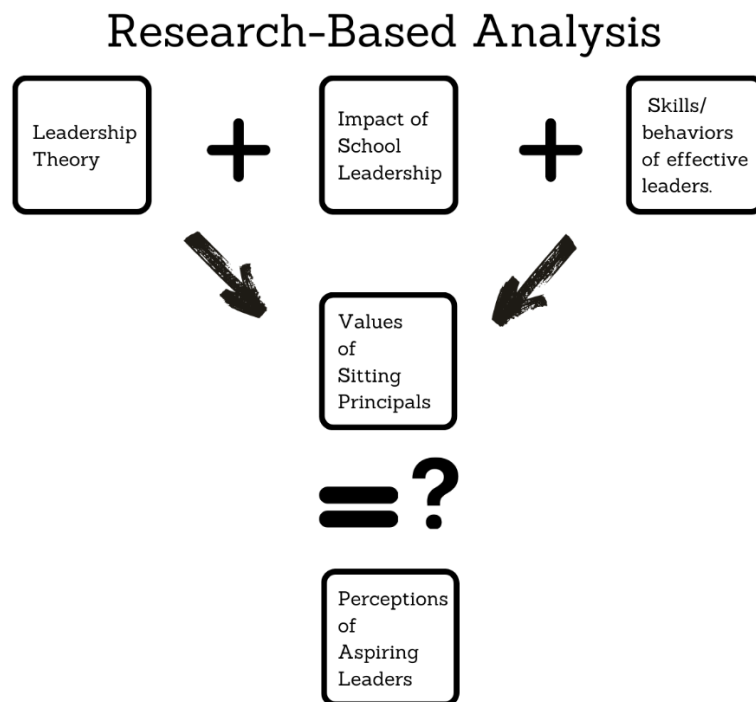 Research-Based Analysis
Leadership
Theory
+
Impact of
School
Leadership
+
Skills/
behaviors
of effective
leaders.
Values
of
Sitting
Principals
=?
Perceptions
of
Aspiring
Leaders